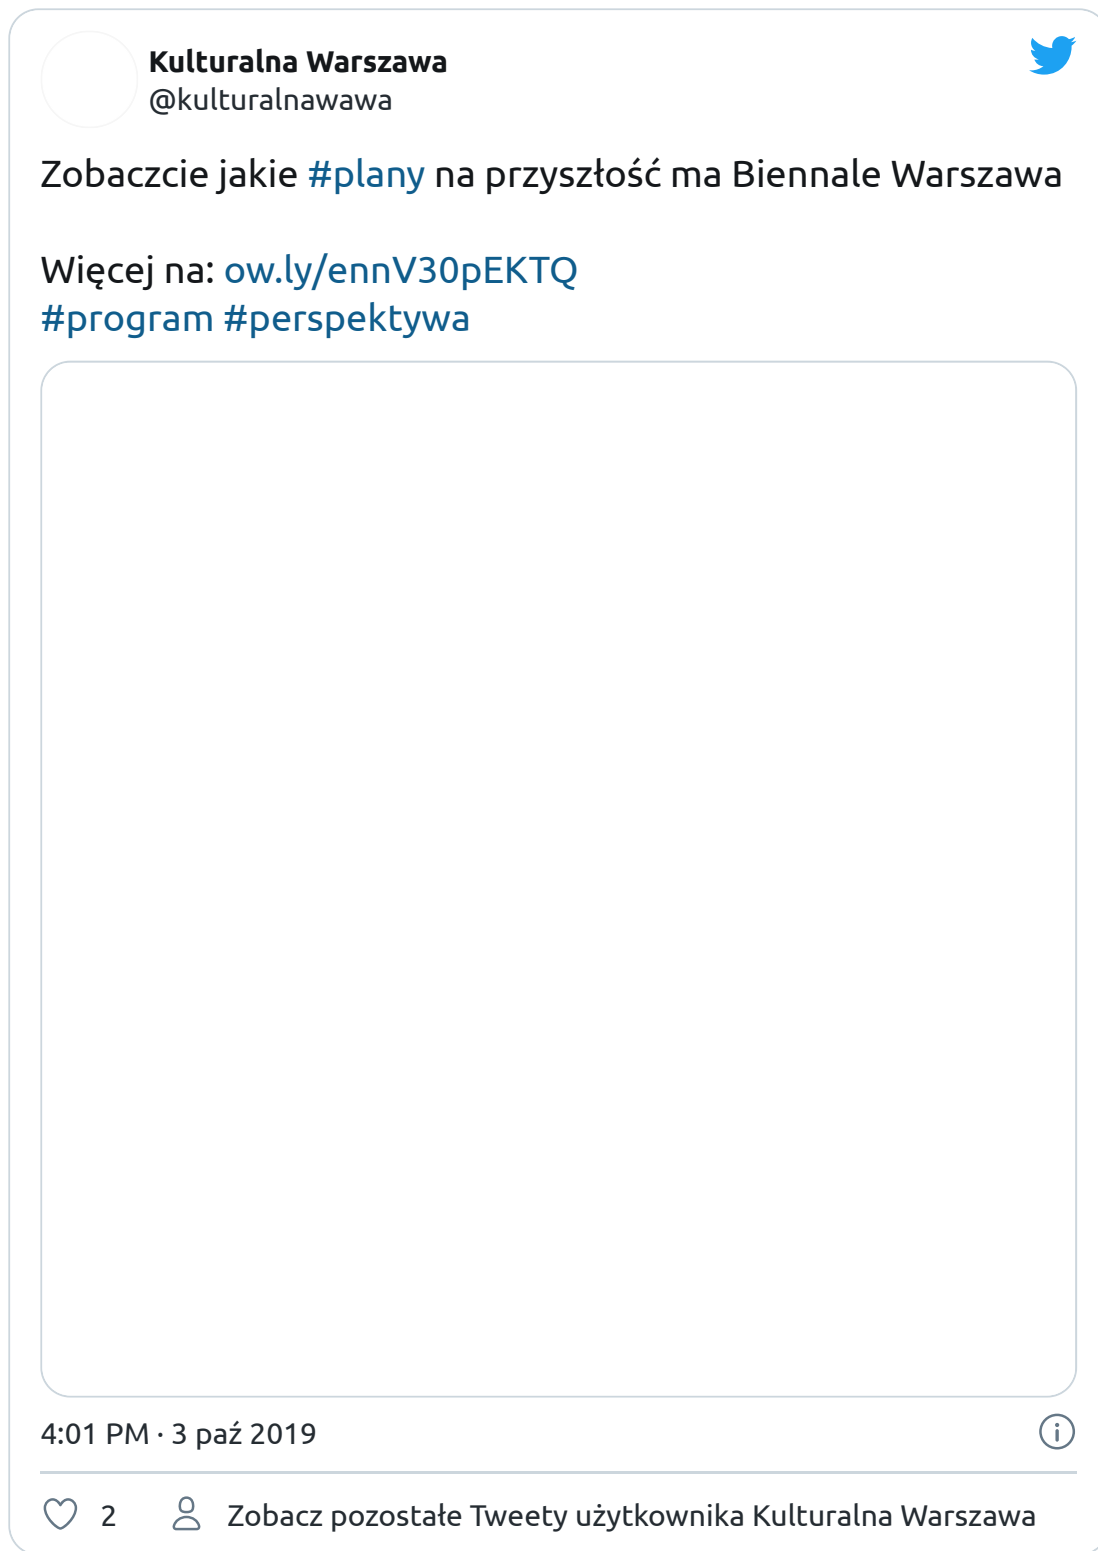 Kulturalna Warszawa
@kulturalnawawa
Zobaczcie jakie #plany na przyszłość ma Biennale Warszawa
Więcej na: ow.ly/ennV30pEKTQ
#program #perspektywa
4:01 PM · 3 paź 2019
2 Zobacz pozostałe Tweety użytkownika Kulturalna Warszawa